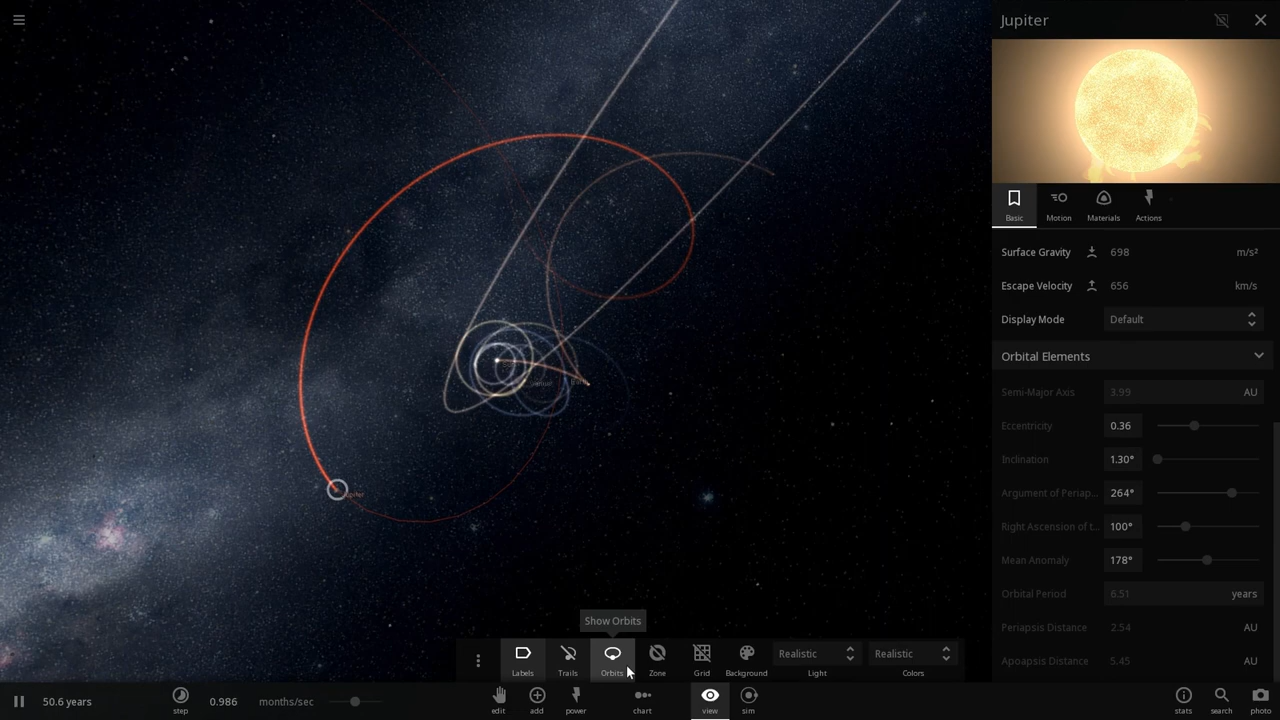 Jupiter
Basic
Motion
Materials
Actions
Surface Gravity 698 m/s²
Escape Velocity 656 km/s
Display Mode Default
Orbital Elements
Semi-Major Axis 3.99 AU
Eccentricity 0.36
Inclination 1.30°
Argument of Periap... 264°
Right Ascension of t... 100°
Mean Anomaly 178°
Orbital Period 6.51 years
Periapsis Distance 2.54 AU
Apoapsis Distance 5.45 AU
Jupiter
Show Orbits
Labels
Trails
Orbits
Zone
Grid
Background
Realistic
Light
Realistic
Colors
50.6 years
step
0.986 months/sec
edit
add
power
chart
view
sim
stats
search
photo